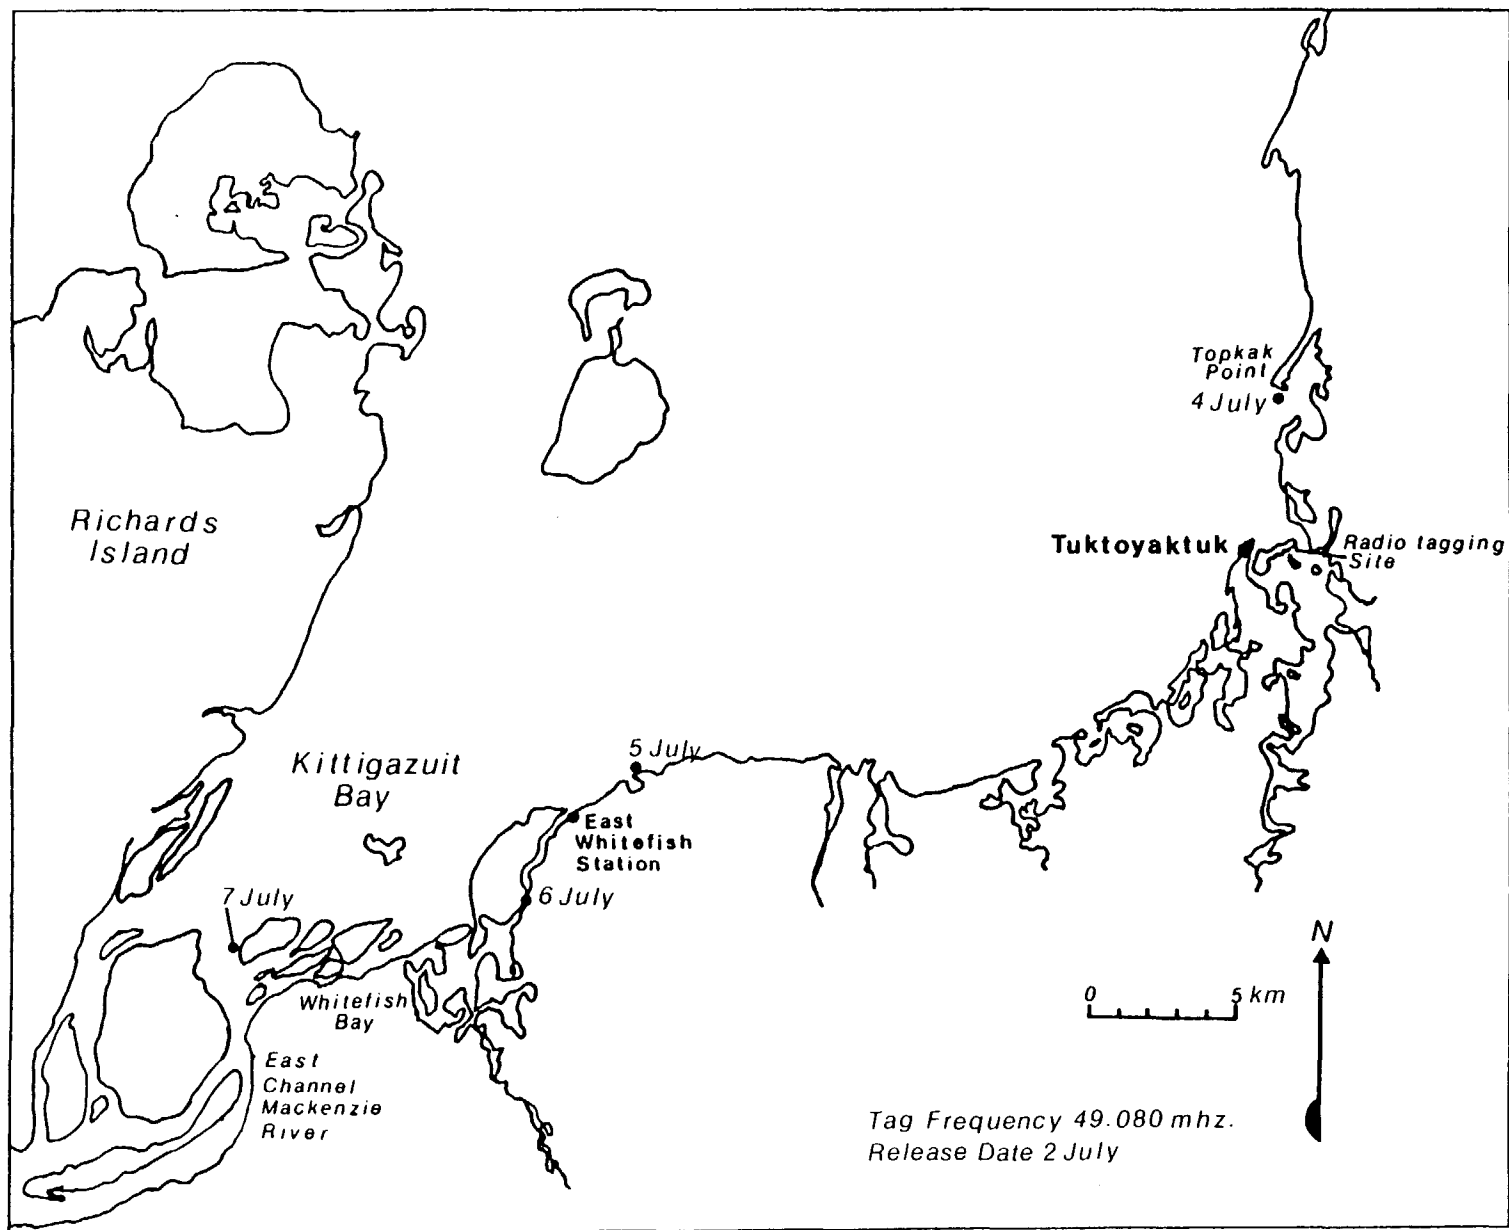 Topkak
Point
4 July
Richards
Island
Tuktoyaktuk
Radio tagging
Site
5 July
Kittigazuit
Bay
East
Whitefish
Station
6 July
7 July
N
0 5 km
Whitefish
Bay
East
Channel
Mackenzie
River
Tag Frequency 49.080 mhz.
Release Date 2 July